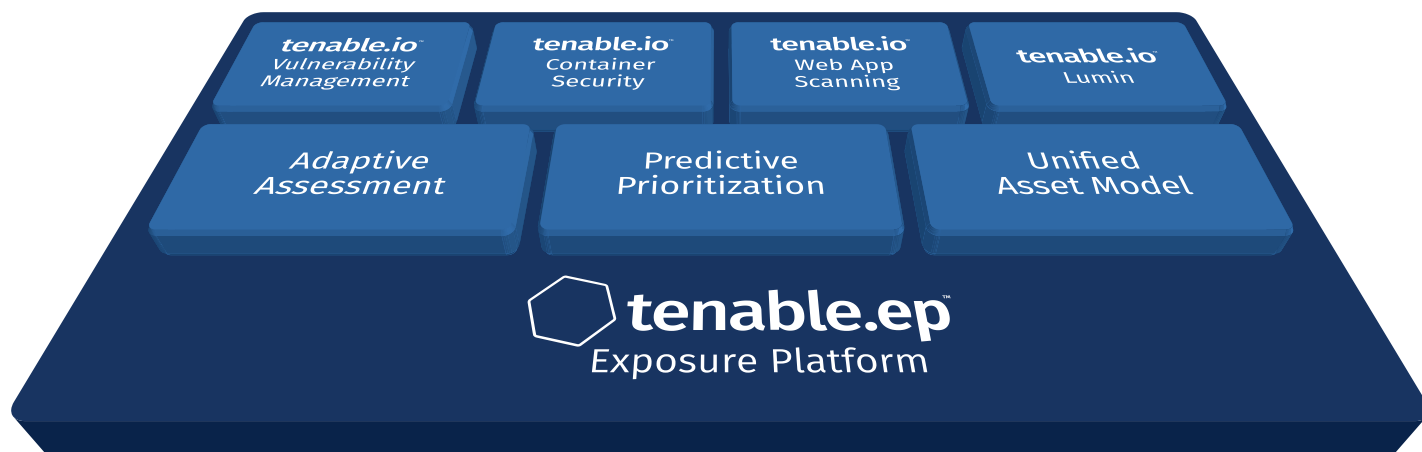 tenable.io™
Vulnerability
Management
tenable.io™
Container
Security
tenable.io™
Web App
Scanning
tenable.io™
Lumin
Adaptive
Assessment
Predictive
Prioritization
Unified
Asset Model
tenable.ep™
Exposure Platform